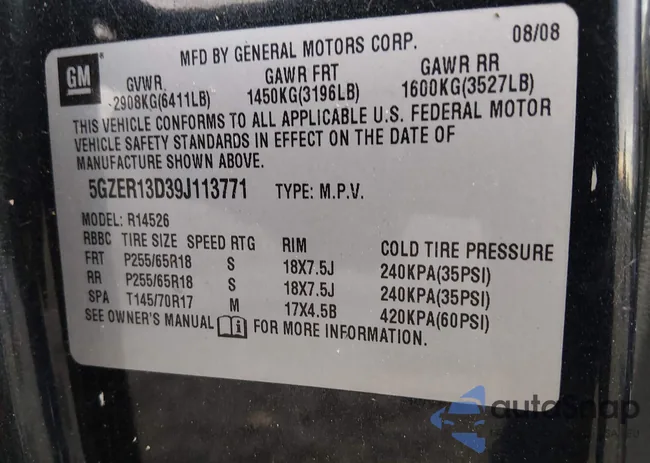 MFD BY GENERAL MOTORS CORP. 08/08
GM
GVWR GAWR FRT GAWR RR
2908KG(6411LB) 1450KG(3196LB) 1600KG(3527LB)
THIS VEHICLE CONFORMS TO ALL APPLICABLE U.S. FEDERAL MOTOR
VEHICLE SAFETY STANDARDS IN EFFECT ON THE DATE OF
MANUFACTURE SHOWN ABOVE.
5GZER13D39J113771 TYPE: M.P.V.
MODEL: R14526
RBBC TIRE SIZE SPEED RTG RIM COLD TIRE PRESSURE
FRT P255/65R18 S 18X7.5J 240KPA(35PSI)
RR P255/65R18 S 18X7.5J 240KPA(35PSI)
SPA T145/70R17 M 17X4.5B 420KPA(60PSI)
SEE OWNER'S MANUAL FOR MORE INFORMATION.
autoSnap